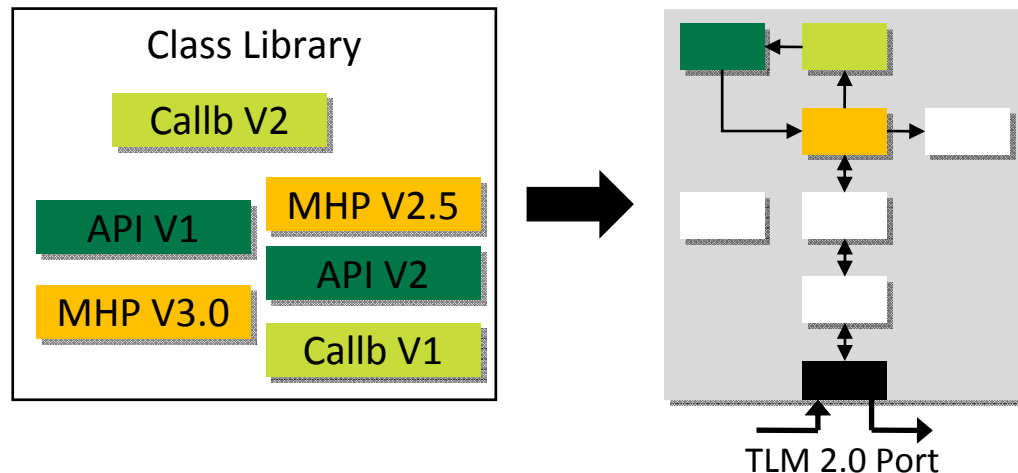 Class Library
Callb V2
MHP V2.5
API V1
API V2
MHP V3.0
Callb V1
TLM 2.0 Port